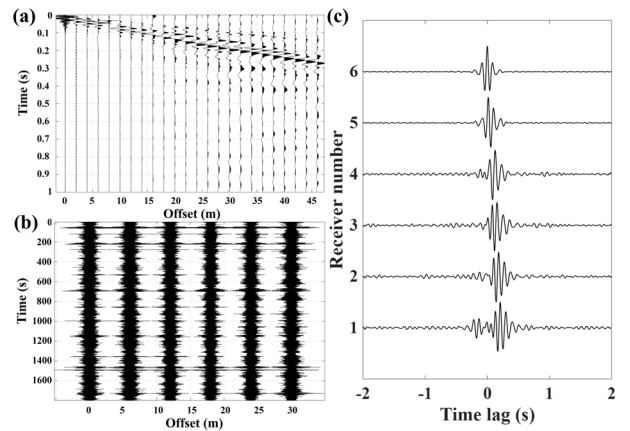 (a)
Time (s)
0
0.1
0.2
0.3
0.4
0.5
0.6
0.7
0.8
0.9
1
0 5 10 15 20 25 30 35 40 45
Offset (m)
(b)
Time (s)
0
200
400
600
800
1000
1200
1400
1600
0 5 10 15 20 25 30
Offset (m)
(c)
Receiver number
6
5
4
3
2
1
-2 -1 0 1 2
Time lag (s)